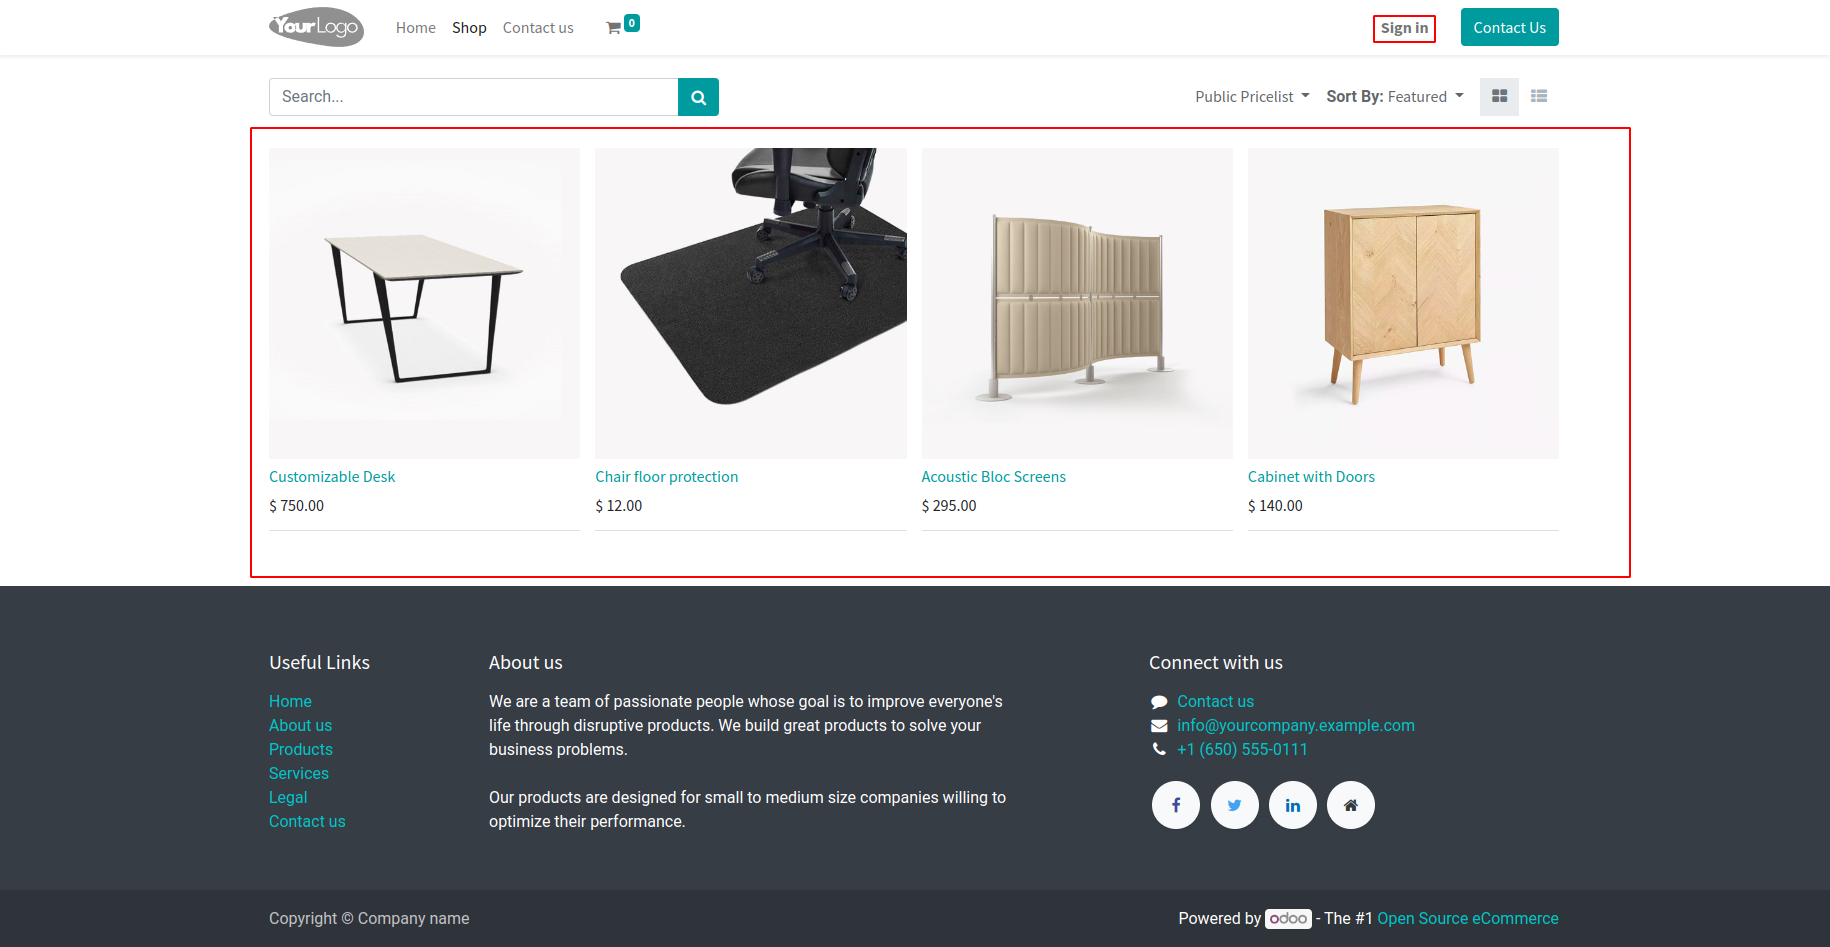 YourLogo
Home Shop Contact us 0 Sign in Contact Us
Search... Public Pricelist Sort By: Featured
Customizable Desk Chair floor protection Acoustic Bloc Screens Cabinet with Doors
$ 750.00 $ 12.00 $ 295.00 $ 140.00
Useful Links
Home
About us
Products
Services
Legal
Contact us
About us
We are a team of passionate people whose goal is to improve everyone's
life through disruptive products. We build great products to solve your
business problems.
Our products are designed for small to medium size companies willing to
optimize their performance.
Connect with us
Contact us
info@yourcompany.example.com
+1 (650) 555-0111
Copyright © Company name Powered by odoo - The #1 Open Source eCommerce